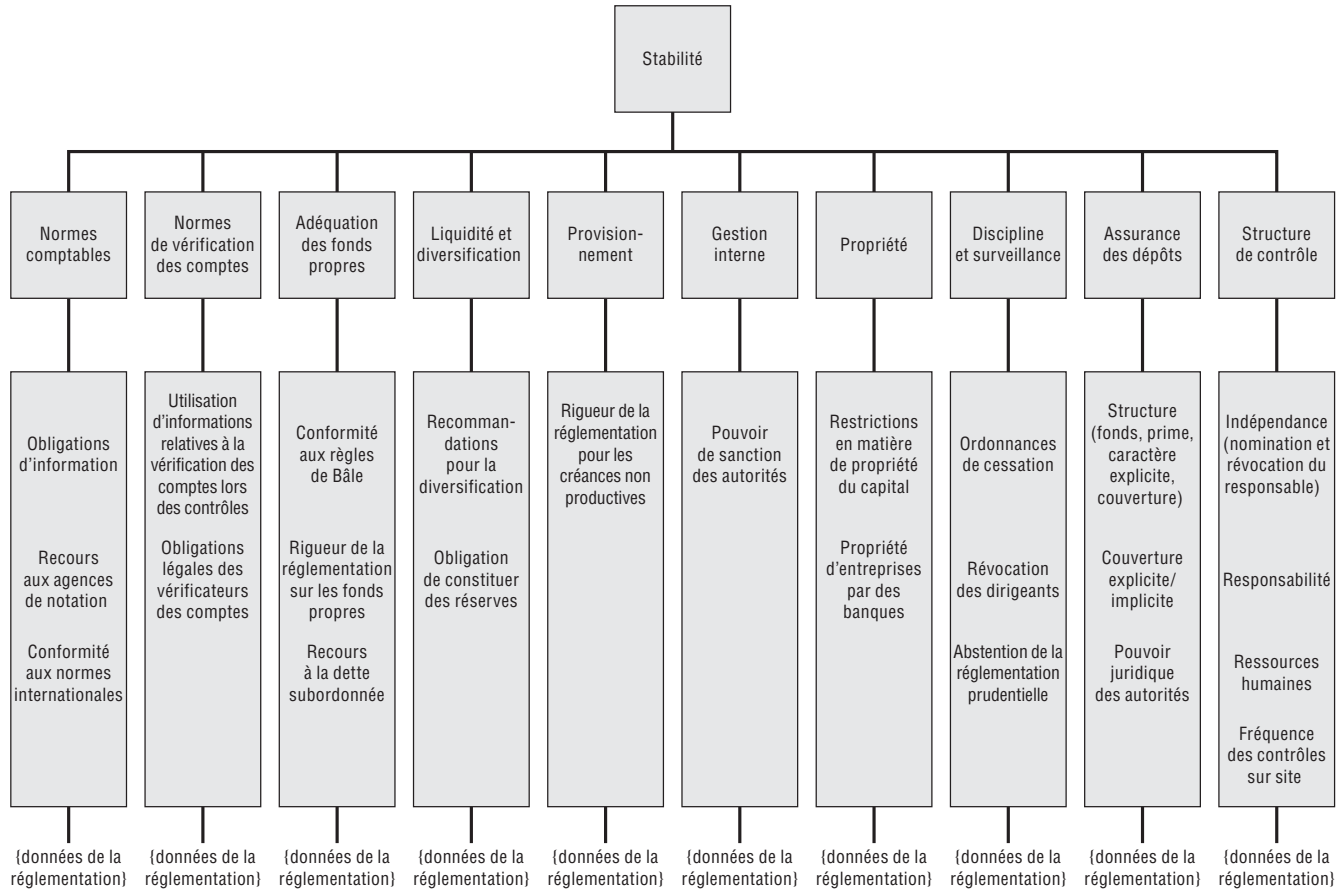 Stabilité
Normes
comptables
Normes
de vérification
des comptes
Adéquation
des fonds
propres
Liquidité et
diversification
Provision-
nement
Gestion
interne
Propriété
Discipline
et surveillance
Assurance
des dépôts
Structure
de contrôle
Obligations
d'information
Recours
aux agences
de notation
Conformité
aux normes
internationales
Utilisation
d'informations
relatives à la
vérification des
comptes lors
des contrôles
Obligations
légales des
vérificateurs
des comptes
Conformité
aux règles
de Bâle
Rigueur de la
réglementation
sur les fonds
propres
Recours
à la dette
subordonnée
Recomman-
dations
pour la
diversification
Obligation
de constituer
des réserves
Rigueur de la
réglementation
pour les
créances non
productives
Pouvoir
de sanction
des autorités
Restrictions
en matière
de propriété
du capital
Propriété
d'entreprises
par des
banques
Ordonnances
de cessation
Révocation
des dirigeants
Abstention de la
réglementation
prudentielle
Structure
(fonds, prime,
caractère
explicite,
couverture)
Couverture
explicite/
implicite
Pouvoir
juridique
des autorités
Indépendance
(nomination et
révocation du
responsable)
Responsabilité
Ressources
humaines
Fréquence
des contrôles
sur site
{données de la
réglementation}
{données de la
réglementation}
{données de la
réglementation}
{données de la
réglementation}
{données de la
réglementation}
{données de la
réglementation}
{données de la
réglementation}
{données de la
réglementation}
{données de la
réglementation}
{données de la
réglementation}